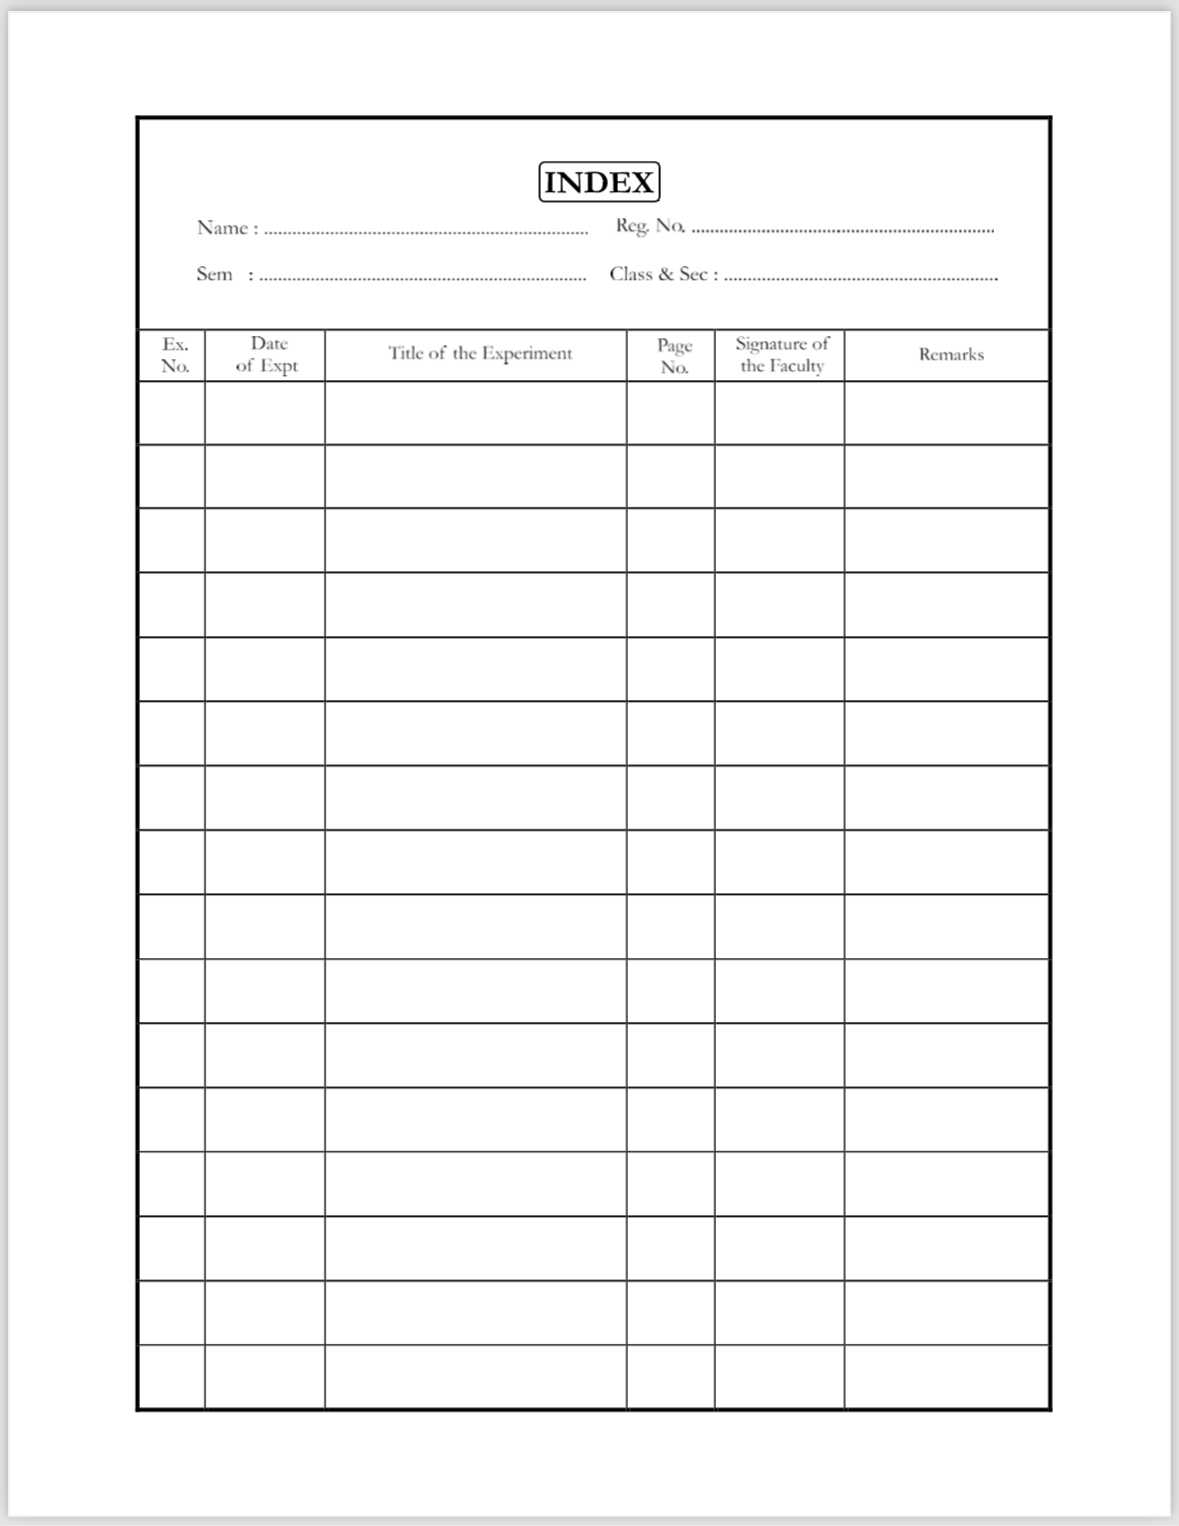 INDEX
Name : ..................................................................... Reg. No. .................................................................
Sem : ...................................................................... Class & Sec : ...........................................................
Ex. No. Date of Expt Title of the Experiment Page No. Signature of the Faculty Remarks